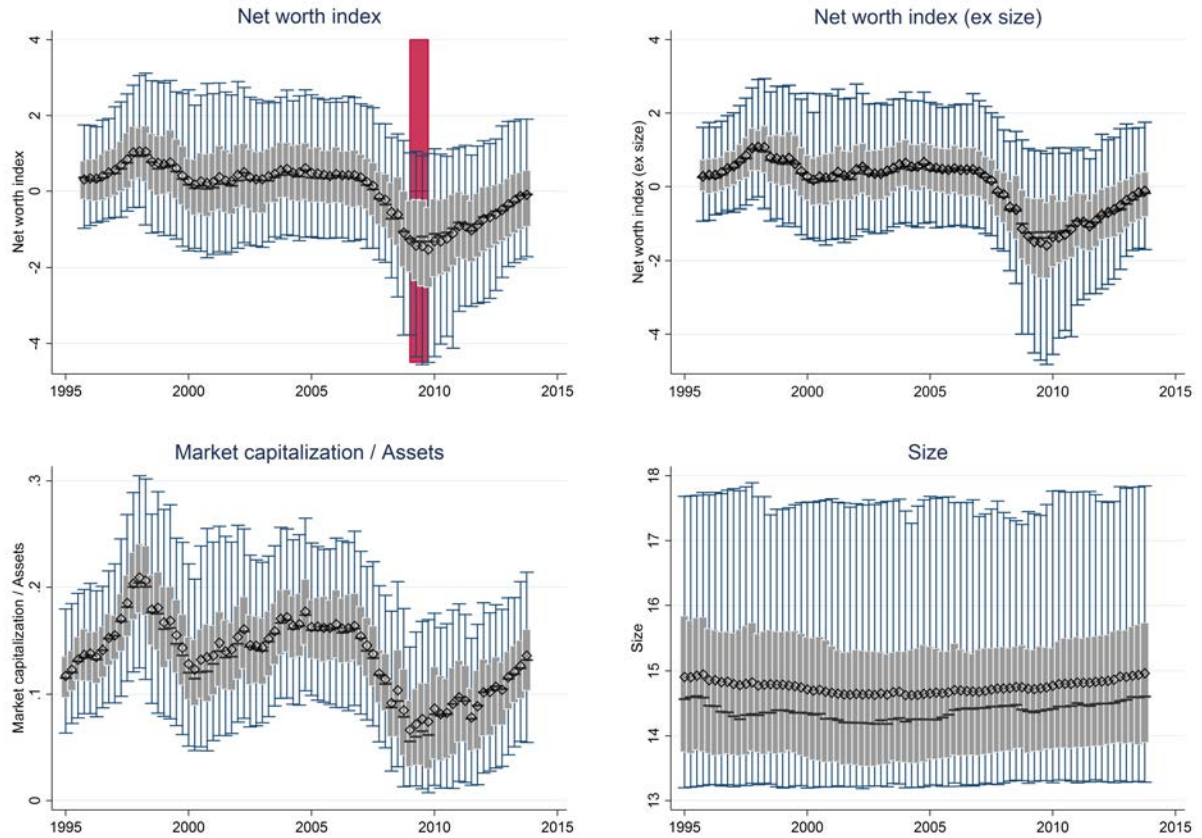 Net worth index
Net worth index
4
2
0
-2
-4
1995 2000 2005 2010 2015
Net worth index (ex size)
Net worth index (ex size)
4
2
0
-2
-4
1995 2000 2005 2010 2015
Market capitalization / Assets
Market capitalization / Assets
.3
.2
.1
0
1995 2000 2005 2010 2015
Size
Size
18
17
16
15
14
13
1995 2000 2005 2010 2015